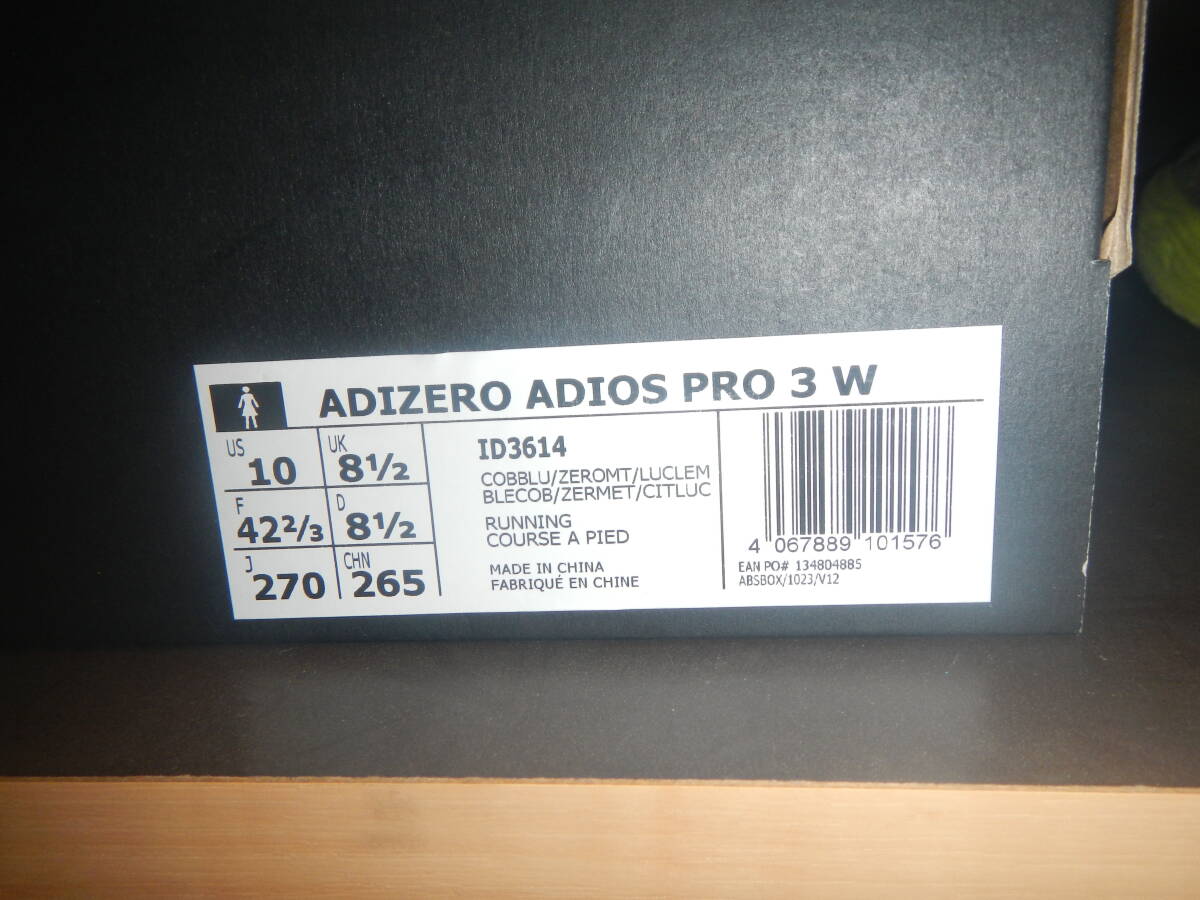 ADIZERO ADIOS PRO 3 W
US 10
UK 8½
F 42⅔
D 8½
J 270
CHN 265
ID3614
COBBLU/ZEROMT/LUCLEM
BLECOB/ZERMET/CITLUC
RUNNING
COURSE A PIED
MADE IN CHINA
FABRIQUÉ EN CHINE
4 067889 101576
EAN PO# 134804885
ABSBOX/1023/V12